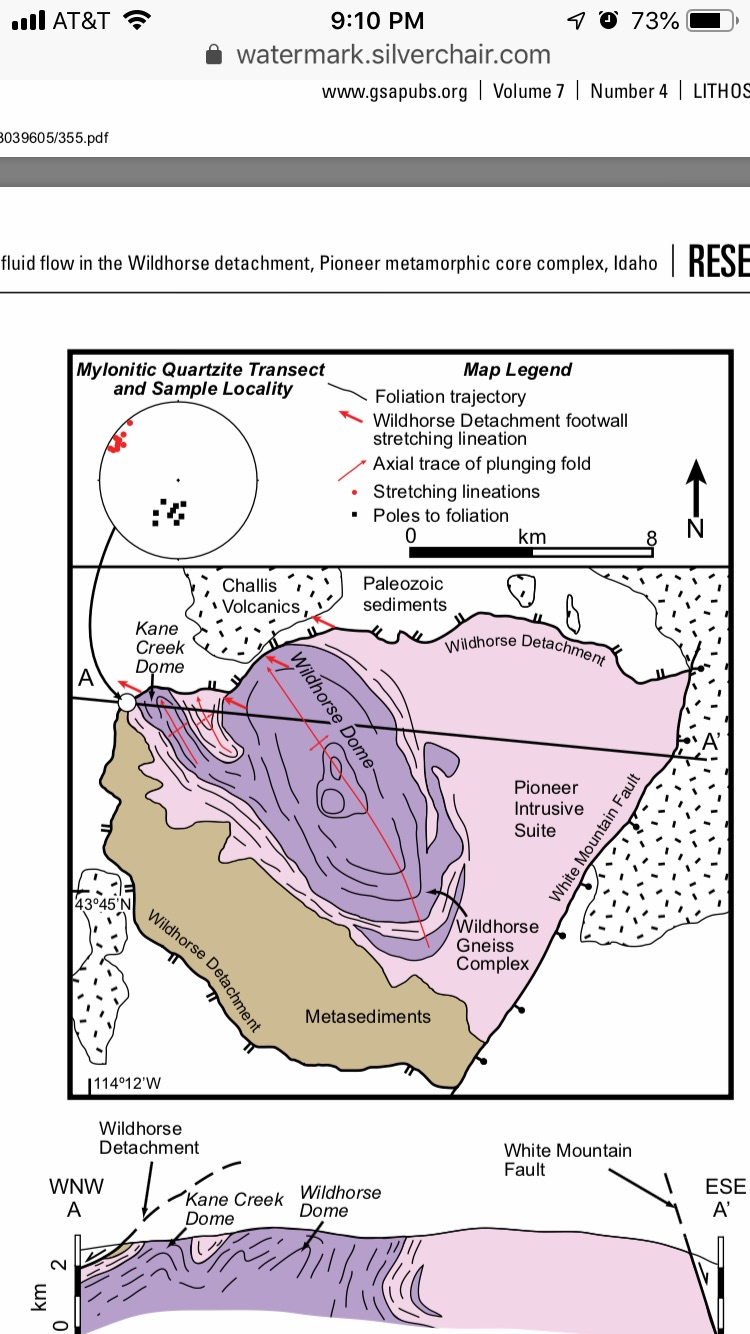 AT&T
9:10 PM
73%
watermark.silverchair.com
www.gsapubs.org | Volume 7 | Number 4 | LITHOS
3039605/355.pdf
fluid flow in the Wildhorse detachment, Pioneer metamorphic core complex, Idaho | RESE
Mylonitic Quartzite Transect
and Sample Locality
Map Legend
Foliation trajectory
Wildhorse Detachment footwall
stretching lineation
Axial trace of plunging fold
Stretching lineations
Poles to foliation
N
0 km 8
Challis
Volcanics
Paleozoic
sediments
Kane
Creek
Dome
Wildhorse Detachment
A
Wildhorse Dome
A'
Pioneer
Intrusive
Suite
White Mountain Fault
43°45'N
Wildhorse
Gneiss
Complex
Wildhorse Detachment
Metasediments
114°12'W
Wildhorse
Detachment
White Mountain
Fault
WNW
A
Kane Creek
Dome
Wildhorse
Dome
ESE
A'
2
km
0